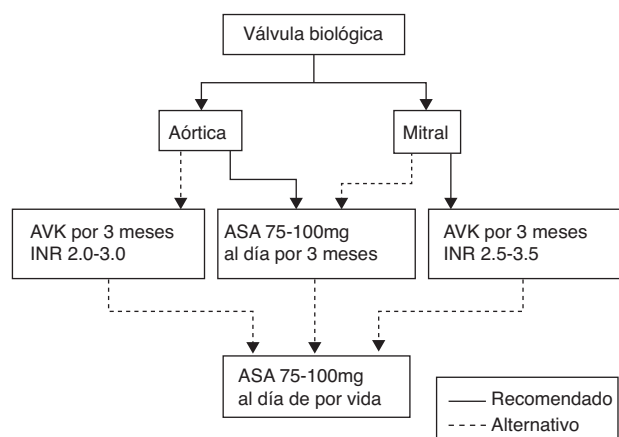 Válvula biológica
Aórtica
Mitral
AVK por 3 meses
INR 2.0-3.0
ASA 75-100mg
al día por 3 meses
AVK por 3 meses
INR 2.5-3.5
ASA 75-100mg
al día de por vida
Recomendado
Alternativo